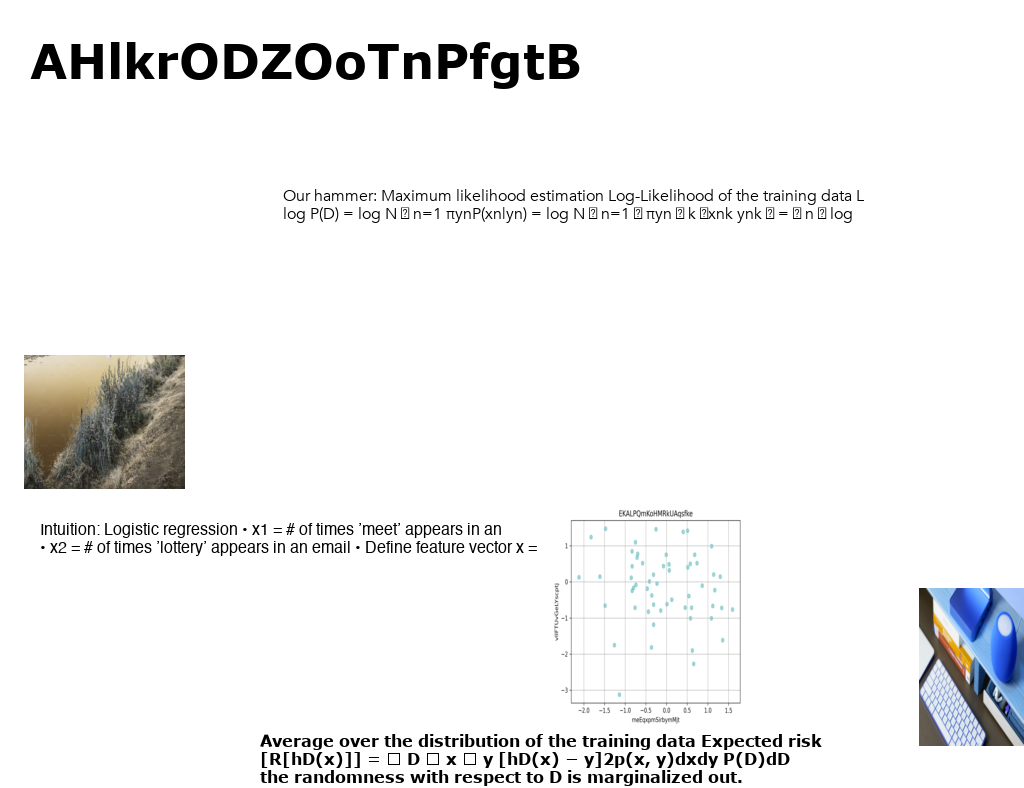 AHlkrODZOoTnPfgtB
Our hammer: Maximum likelihood estimation Log-Likelihood of the training data L
log P(D) = log N � n=1 πynP(xnlyn) = log N � n=1 � πyn � k �xnk ynk � = � n � log
Intuition: Logistic regression • x1 = # of times ’meet’ appears in an
• x2 = # of times ’lottery’ appears in an email • Define feature vector x =
EKALPQmKoHMRkUAqsfke
1
0
−1
−2
−3
−2.0 −1.5 −1.0 −0.5 0.0 0.5 1.0 1.5
meEqxpmSirbymMjt
Average over the distribution of the training data Expected risk
[R[hD(x)]] = □ D □ x □ y [hD(x) − y]2p(x, y)dxdy P(D)dD
the randomness with respect to D is marginalized out.